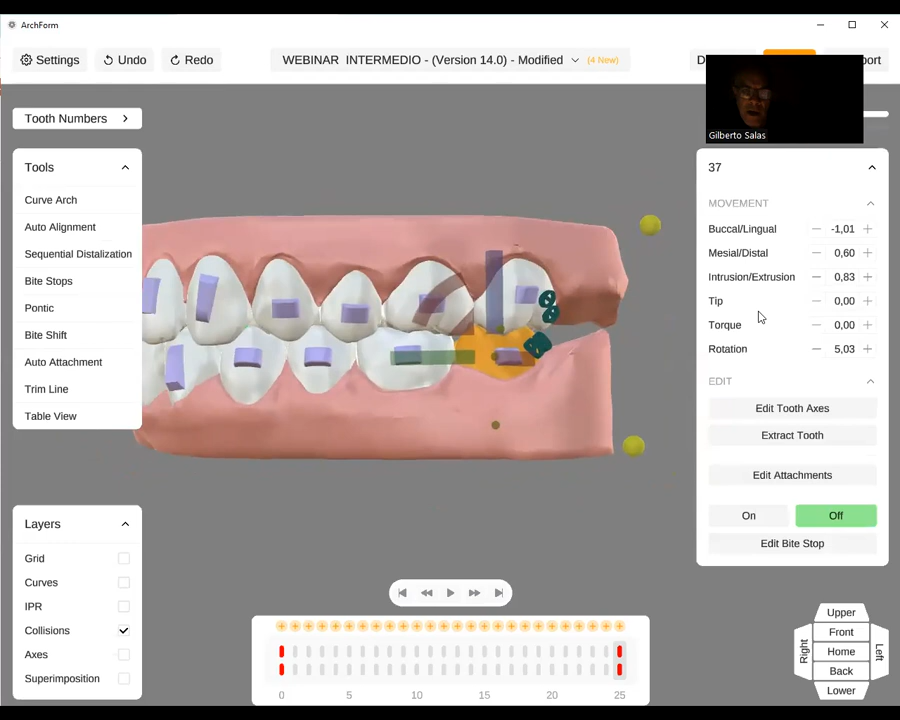 ArchForm
Settings
Undo
Redo
WEBINAR INTERMEDIO - (Version 14.0) - Modified
(4 New)
Gilberto Salas
Tooth Numbers
Tools
Curve Arch
Auto Alignment
Sequential Distalization
Bite Stops
Pontic
Bite Shift
Auto Attachment
Trim Line
Table View
37
MOVEMENT
Buccal/Lingual -1,01
Mesial/Distal 0,60
Intrusion/Extrusion 0,83
Tip 0,00
Torque 0,00
Rotation 5,03
EDIT
Edit Tooth Axes
Extract Tooth
Edit Attachments
On Off
Edit Bite Stop
Layers
Grid
Curves
IPR
Collisions
Axes
Superimposition
0 5 10 15 20 25
Upper
Front
Right Home Left
Back
Lower